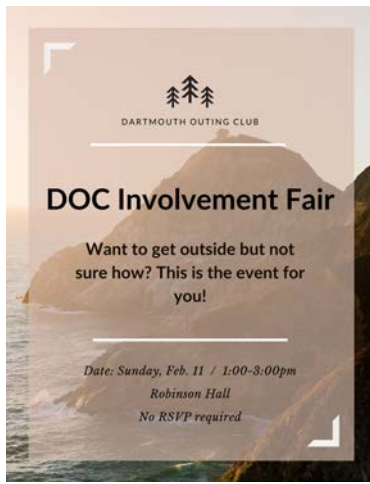 DARTMOUTH OUTING CLUB
DOC Involvement Fair
Want to get outside but not
sure how? This is the event for
you!
Date: Sunday, Feb. 11 / 1:00-3:00pm
Robinson Hall
No RSVP required